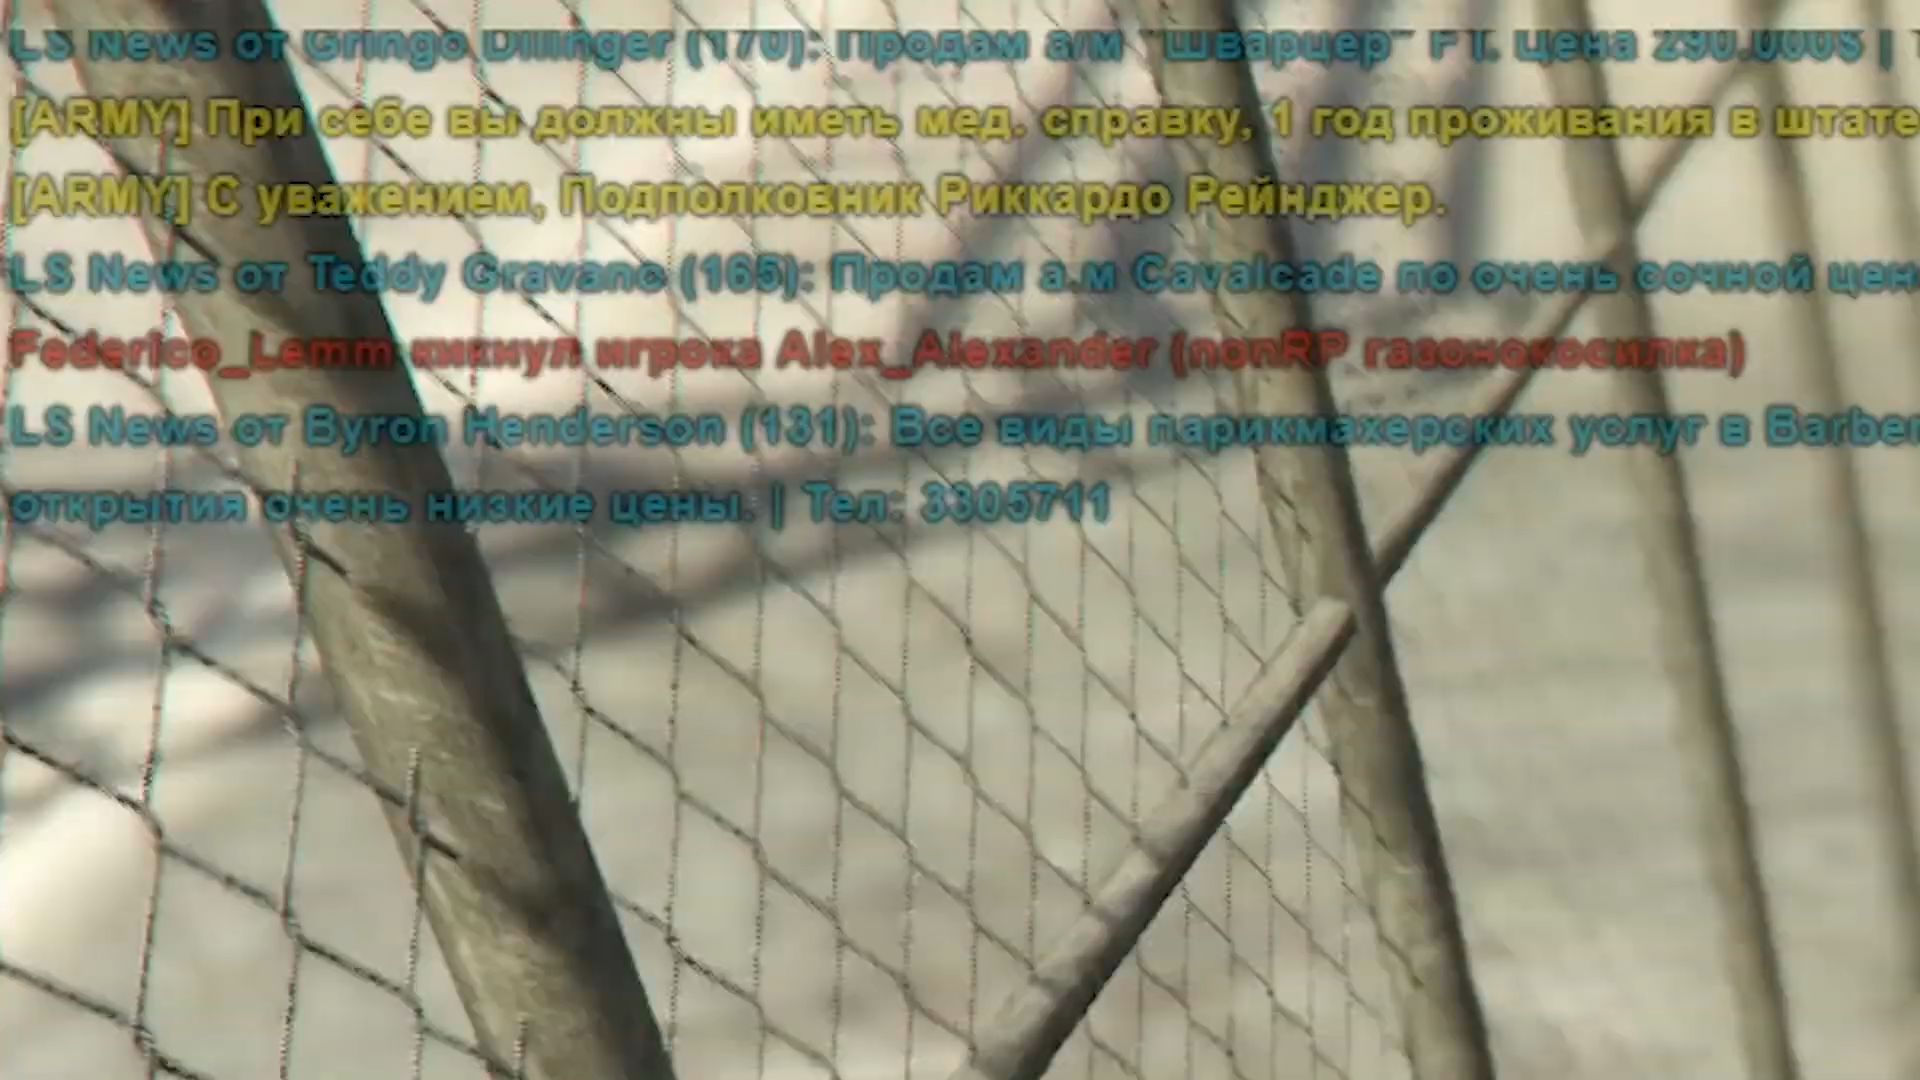 LS News от Gringo Dillinger (170): Продам а/м "Шварцер" FT. Цена 290.000$ |
[ARMY] При себе вы должны иметь мед. справку, 1 год проживания в штате
[ARMY] С уважением, Подполковник Риккардо Рейнджер.
LS News от Teddy Gravano (165): Продам а.м Cavalcade по очень сочной цен
Federico_Lemm кикнул игрока Alex_Alexander (nonRP газонокосилка)
LS News от Byron Henderson (131): Все виды парикмахерских услуг в Barber
открытия очень низкие цены. | Тел: 3305711